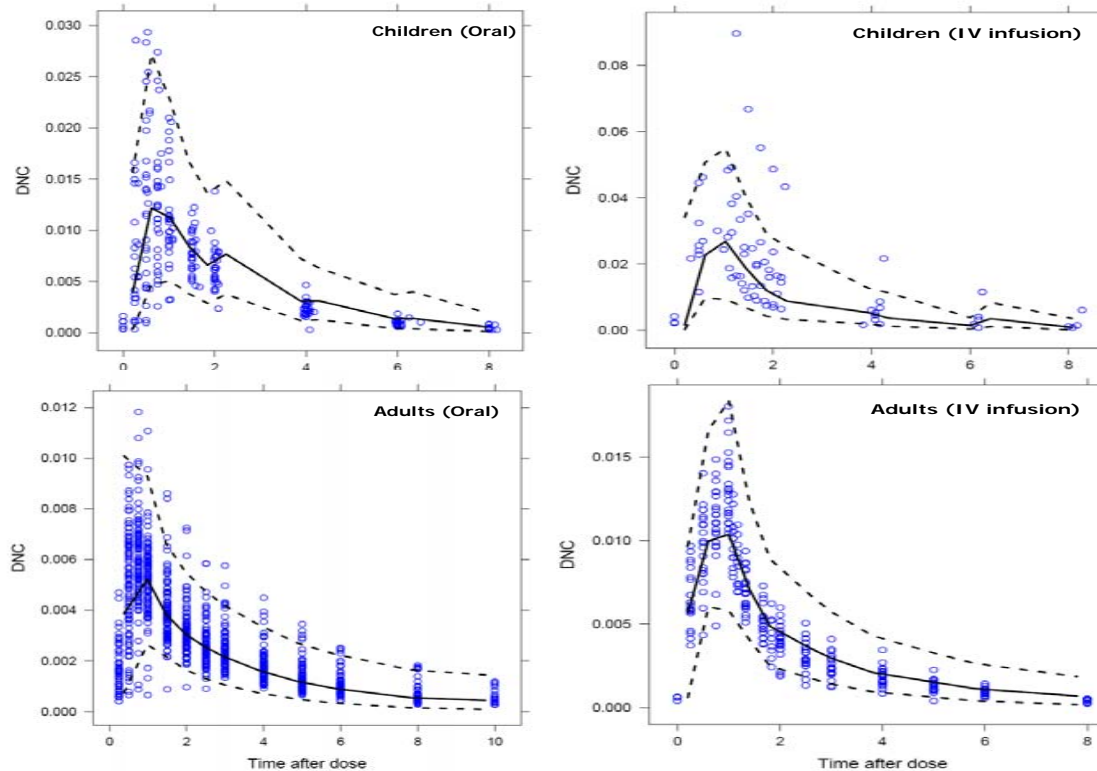 Children (Oral)
0.030
0.025
0.020
0.015
0.010
0.005
0.000
DNC
0 2 4 6 8
Children (IV infusion)
0.08
0.06
0.04
0.02
0.00
DNC
0 2 4 6 8
Adults (Oral)
0.012
0.010
0.008
0.006
0.004
0.002
0.000
DNC
0 2 4 6 8 10
Time after dose
Adults (IV infusion)
0.015
0.010
0.005
0.000
DNC
0 2 4 6 8
Time after dose